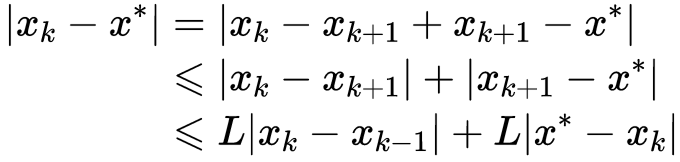 |x_k − x*| = |x_k − x_{k+1} + x_{k+1} − x*|
⩽ |x_k − x_{k+1}| + |x_{k+1} − x*|
⩽ L|x_k − x_{k−1}| + L|x* − x_k|